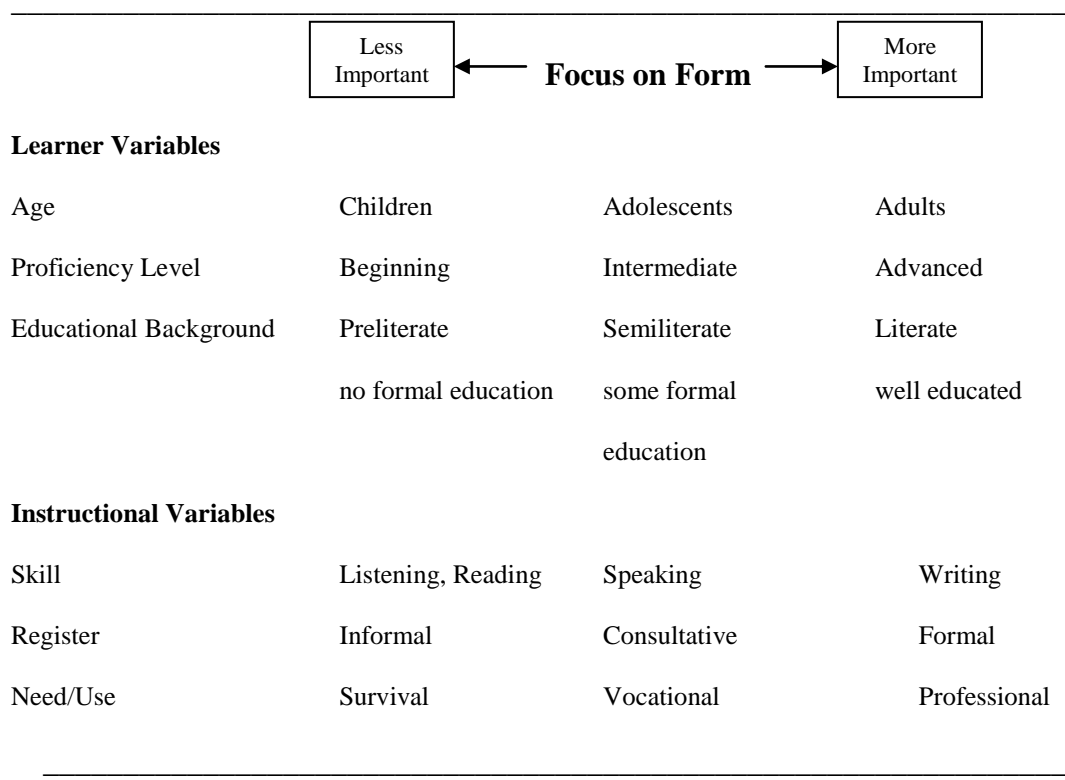 Less More
Important Focus on Form Important
Learner Variables
Age Children Adolescents Adults
Proficiency Level Beginning Intermediate Advanced
Educational Background Preliterate Semiliterate Literate
no formal education some formal well educated
education
Instructional Variables
Skill Listening, Reading Speaking Writing
Register Informal Consultative Formal
Need/Use Survival Vocational Professional